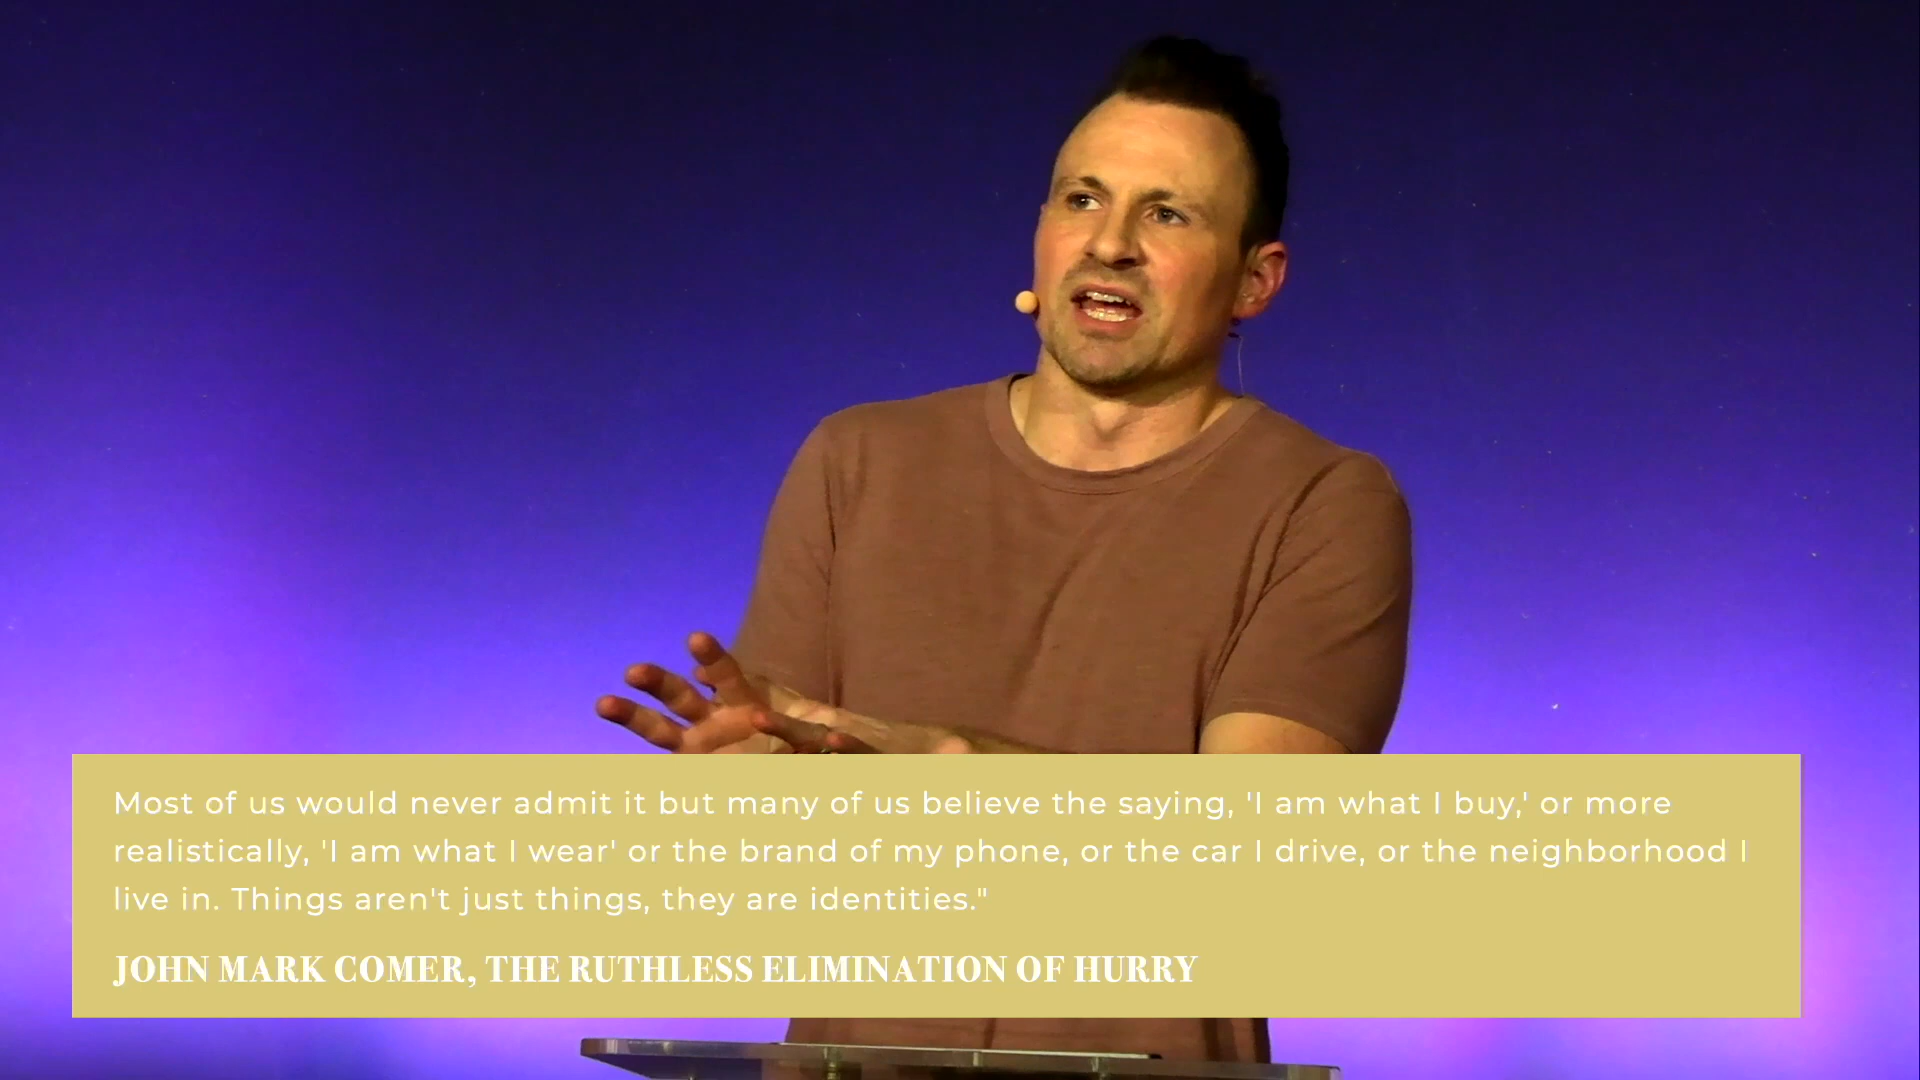 Most of us would never admit it but many of us believe the saying, 'I am what I buy,' or more
realistically, 'I am what I wear' or the brand of my phone, or the car I drive, or the neighborhood I
live in. Things aren't just things, they are identities."
JOHN MARK COMER, THE RUTHLESS ELIMINATION OF HURRY